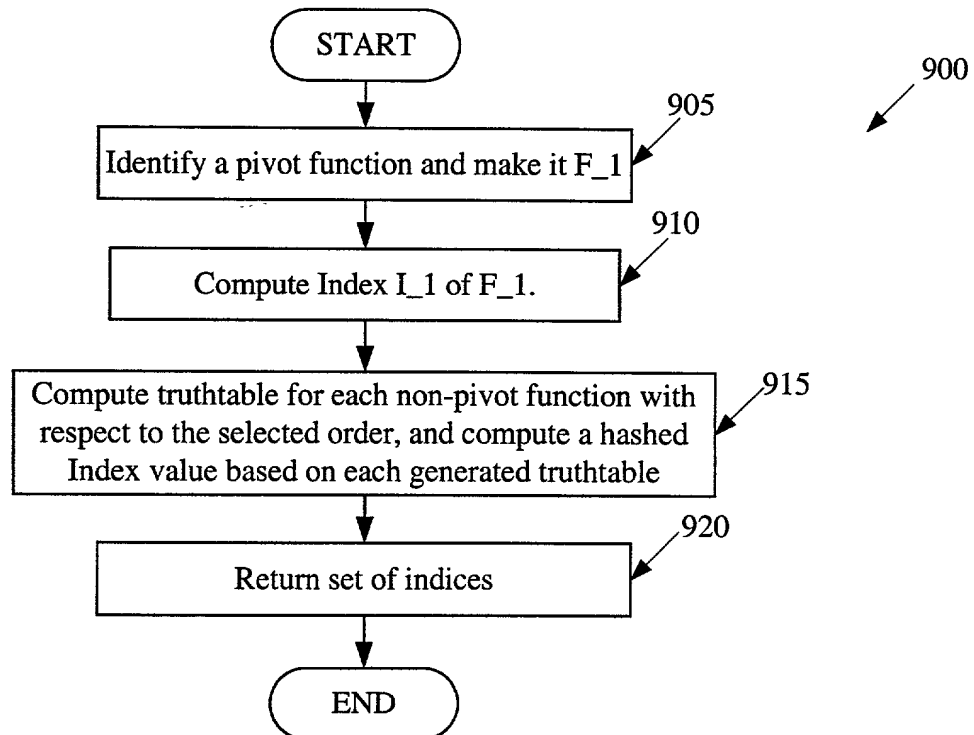 START
900
905
Identify a pivot function and make it F_1
910
Compute Index I_1 of F_1.
915
Compute truthtable for each non-pivot function with
respect to the selected order, and compute a hashed
Index value based on each generated truthtable
920
Return set of indices
END